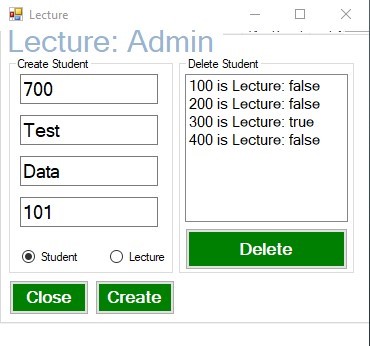 Lecture
Lecture: Admin
Create Student
700
Test
Data
101
Student
Lecture
Close
Create
Delete Student
100 is Lecture: false
200 is Lecture: false
300 is Lecture: true
400 is Lecture: false
Delete